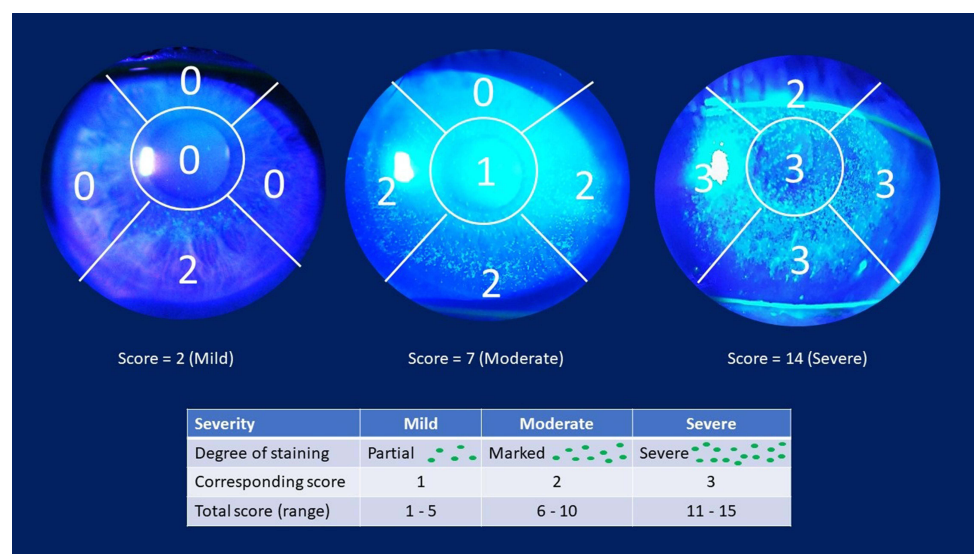 0
0
0
0
2
0
2
1
2
2
2
3
3
3
3
Score = 2 (Mild)
Score = 7 (Moderate)
Score = 14 (Severe)
Severity Mild Moderate Severe
Degree of staining Partial Marked Severe
Corresponding score 1 2 3
Total score (range) 1 - 5 6 - 10 11 - 15